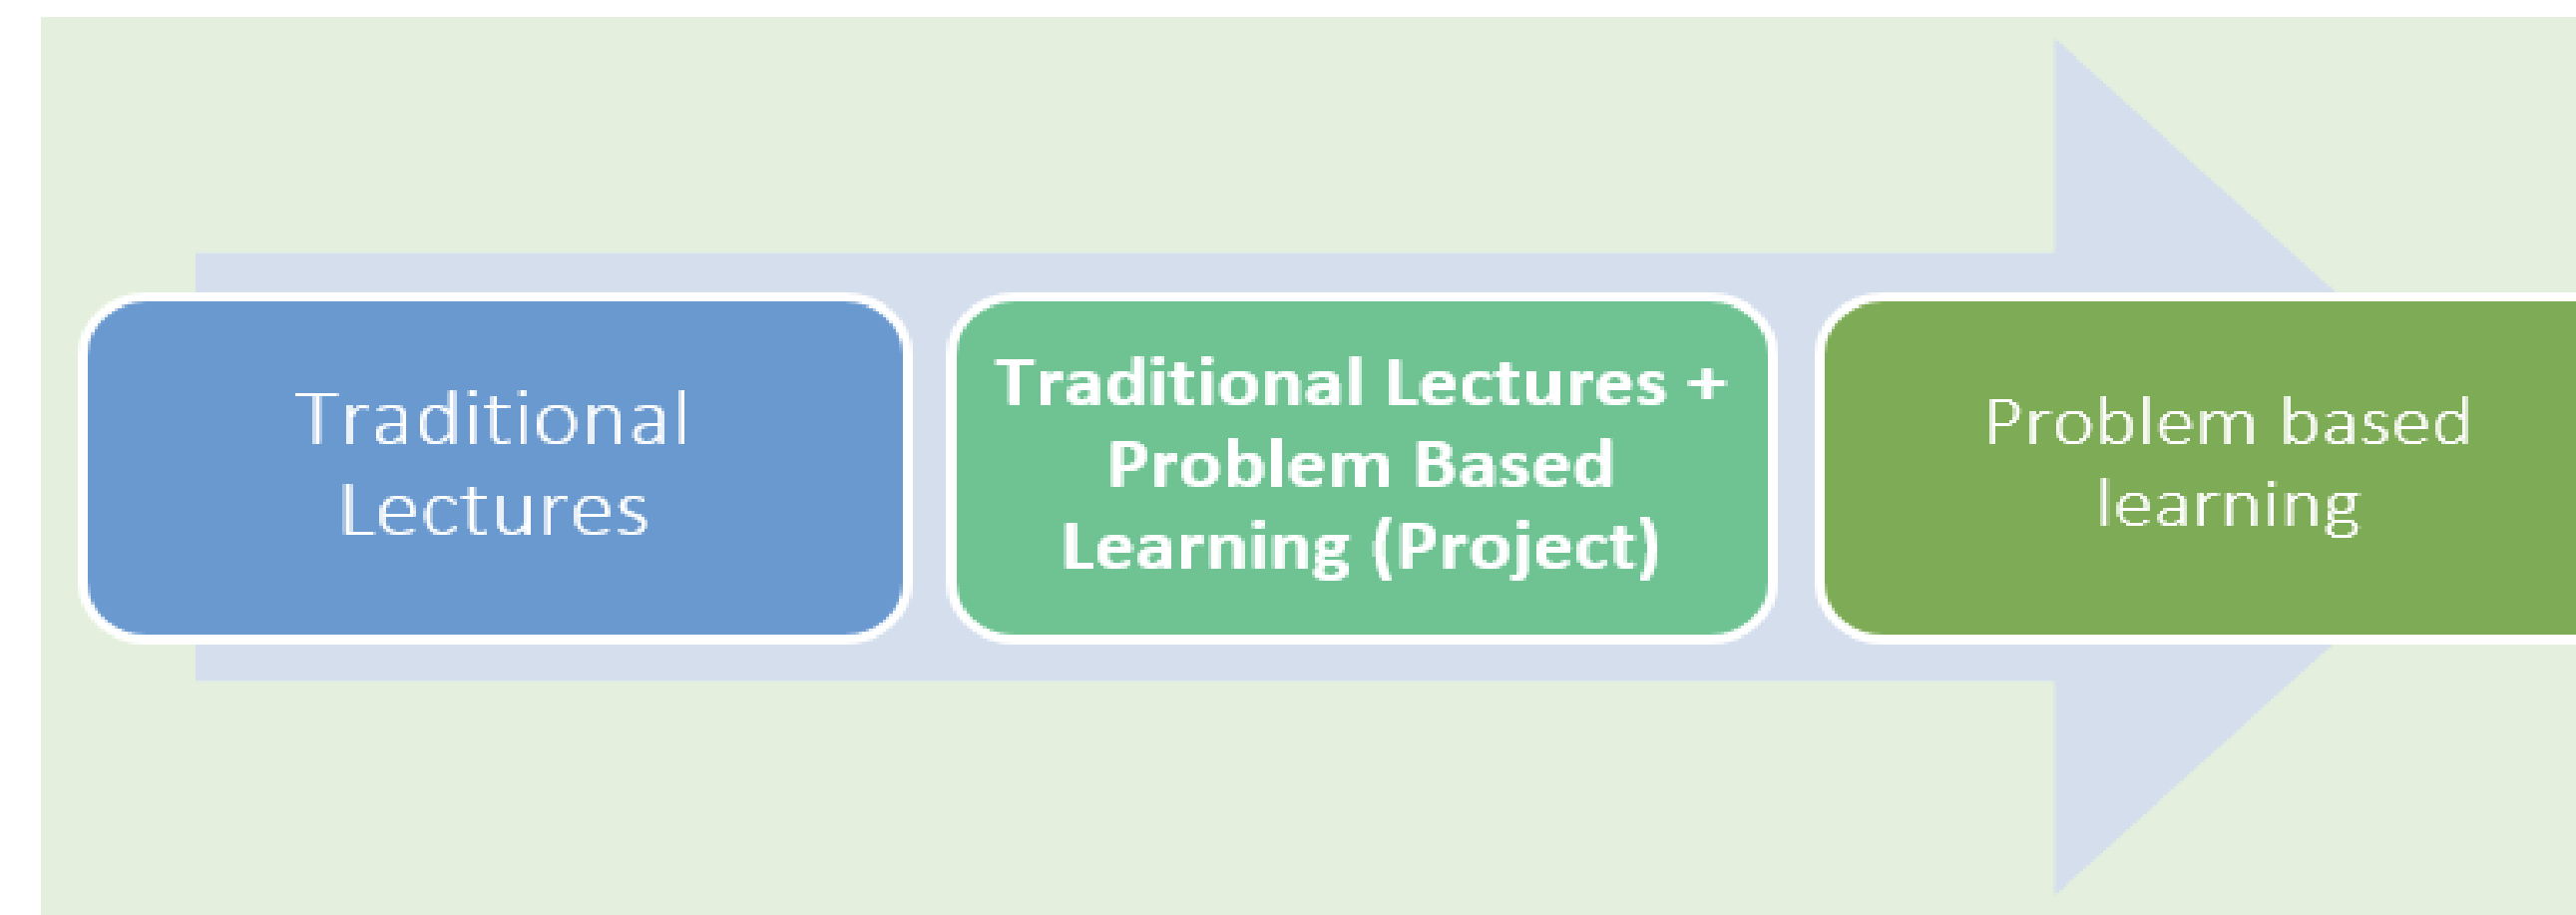 Traditional
Lectures
Traditional Lectures +
Problem Based
Learning (Project)
Problem based
learning